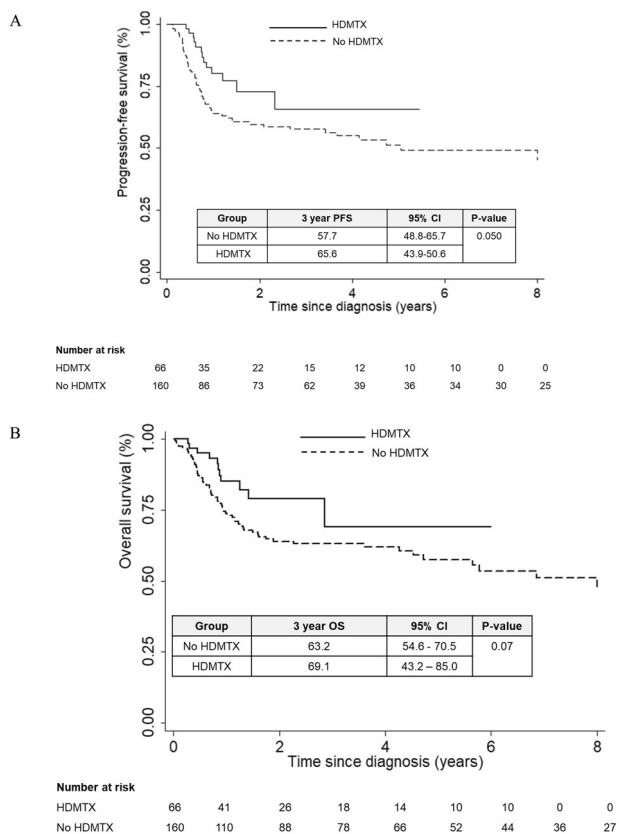 A
HDMTX
No HDMTX
Progression-free survival (%)
1.00
0.75
0.50
0.25
0.00
Group 3 year PFS 95% CI P-value
No HDMTX 57.7 48.8-65.7 0.050
HDMTX 65.6 43.9-50.6
0 2 4 6 8
Time since diagnosis (years)
Number at risk
HDMTX 66 35 22 15 12 10 10 0 0
No HDMTX 160 86 73 62 39 36 34 30 25
B
HDMTX
No HDMTX
Overall survival (%)
1.00
0.75
0.50
0.25
0.00
Group 3 year OS 95% CI P-value
No HDMTX 63.2 54.6 - 70.5 0.07
HDMTX 69.1 43.2 – 85.0
0 2 4 6 8
Time since diagnosis (years)
Number at risk
HDMTX 66 41 26 18 14 10 10 0 0
No HDMTX 160 110 88 78 66 52 44 36 27